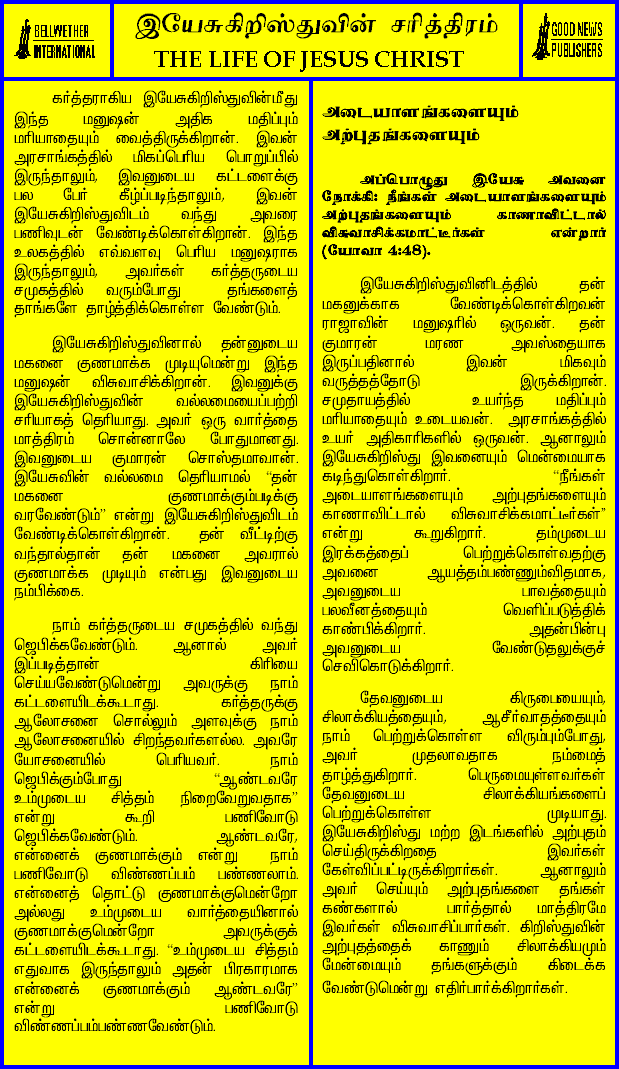 BELLWETHER
INTERNATIONAL
இயேசுகிறிஸ்துவின் சரித்திரம்
THE LIFE OF JESUS CHRIST
GOOD NEWS
PUBLISHERS
கர்த்தராகிய இயேசுகிறிஸ்துவின்மீது
இந்த மனுஷன் அதிக மதிப்பும்
மரியாதையும் வைத்திருக்கிறான். இவன்
அரசாங்கத்தில் மிகப்பெரிய பொறுப்பில்
இருந்தாலும், இவனுடைய கட்டளைக்கு
பல பேர் கீழ்ப்படிந்தாலும், இவன்
இயேசுகிறிஸ்துவிடம் வந்து அவரை
பணிவுடன் வேண்டிக்கொள்கிறான். இந்த
உலகத்தில் எவ்வளவு பெரிய மனுஷராக
இருந்தாலும், அவர்கள் கர்த்தருடைய
சமுகத்தில் வரும்போது தங்களைத்
தாங்களே தாழ்த்திக்கொள்ள வேண்டும்.
இயேசுகிறிஸ்துவினால் தன்னுடைய
மகனை குணமாக்க முடியுமென்று இந்த
மனுஷன் விசுவாசிக்கிறான். இவனுக்கு
இயேசுகிறிஸ்துவின் வல்லமையைப்பற்றி
சரியாகத் தெரியாது. அவர் ஒரு வார்த்தை
மாத்திரம் சொன்னாலே போதுமானது.
இவனுடைய குமாரன் சொஸ்தமாவான்.
இயேசுவின் வல்லமை தெரியாமல் “தன்
மகனை குணமாக்கும்படிக்கு
வரவேண்டும்” என்று இயேசுகிறிஸ்துவிடம்
வேண்டிக்கொள்கிறான். தன் வீட்டிற்கு
வந்தால்தான் தன் மகனை அவரால்
குணமாக்க முடியும் என்பது இவனுடைய
நம்பிக்கை.
நாம் கர்த்தருடைய சமுகத்தில் வந்து
ஜெபிக்கவேண்டும். ஆனால் அவர்
இப்படித்தான் கிரியை
செய்யவேண்டுமென்று அவருக்கு நாம்
கட்டளையிடக்கூடாது. கர்த்தருக்கு
ஆலோசனை சொல்லும் அளவுக்கு நாம்
ஆலோசனையில் சிறந்தவர்களல்ல. அவரே
யோசனையில் பெரியவர். நாம்
ஜெபிக்கும்போது “ஆண்டவரே
உம்முடைய சித்தம் நிறைவேறுவதாக”
என்று கூறி பணிவோடு
ஜெபிக்கவேண்டும். ஆண்டவரே,
என்னைக் குணமாக்கும் என்று நாம்
பணிவோடு விண்ணப்பம் பண்ணலாம்.
என்னைத் தொட்டு குணமாக்குமென்றோ
அல்லது உம்முடைய வார்த்தையினால்
குணமாக்குமென்றோ அவருக்குக்
கட்டளையிடக்கூடாது. “உம்முடைய சித்தம்
எதுவாக இருந்தாலும் அதன் பிரகாரமாக
என்னைக் குணமாக்கும் ஆண்டவரே”
என்று பணிவோடு
விண்ணப்பம்பண்ணவேண்டும்.
அடையாளங்களையும்
அற்புதங்களையும்
அப்பொழுது இயேசு அவனை
நோக்கி: நீங்கள் அடையாளங்களையும்
அற்புதங்களையும் காணாவிட்டால்
விசுவாசிக்கமாட்டீர்கள் என்றார்
(யோவா 4:48).
இயேசுகிறிஸ்துவினிடத்தில் தன்
மகனுக்காக வேண்டிக்கொள்கிறவன்
ராஜாவின் மனுஷரில் ஒருவன். தன்
குமாரன் மரண அவஸ்தையாக
இருப்பதினால் இவன் மிகவும்
வருத்தத்தோடு இருக்கிறான்.
சமுதாயத்தில் உயர்ந்த மதிப்பும்
மரியாதையும் உடையவன். அரசாங்கத்தில்
உயர் அதிகாரிகளில் ஒருவன். ஆனாலும்
இயேசுகிறிஸ்து இவனையும் மென்மையாக
கடிந்துகொள்கிறார். “நீங்கள்
அடையாளங்களையும் அற்புதங்களையும்
காணாவிட்டால் விசுவாசிக்கமாட்டீர்கள்”
என்று கூறுகிறார். தம்முடைய
இரக்கத்தைப் பெற்றுக்கொள்வதற்கு
அவனை ஆயத்தம்பண்ணும்விதமாக,
அவனுடைய பாவத்தையும்
பலவீனத்தையும் வெளிப்படுத்திக்
காண்பிக்கிறார். அதன்பின்பு
அவனுடைய வேண்டுதலுக்குச்
செவிகொடுக்கிறார்.
தேவனுடைய கிருபையையும்,
சிலாக்கியத்தையும், ஆசீர்வாதத்தையும்
நாம் பெற்றுக்கொள்ள விரும்பும்போது,
அவர் முதலாவதாக நம்மைத்
தாழ்த்துகிறார். பெருமையுள்ளவர்கள்
தேவனுடைய சிலாக்கியங்களைப்
பெற்றுக்கொள்ள முடியாது.
இயேசுகிறிஸ்து மற்ற இடங்களில் அற்புதம்
செய்திருக்கிறதை இவர்கள்
கேள்விப்பட்டிருக்கிறார்கள். ஆனாலும்
அவர் செய்யும் அற்புதங்களை தங்கள்
கண்களால் பார்த்தால் மாத்திரமே
இவர்கள் விசுவாசிப்பார்கள். கிறிஸ்துவின்
அற்புதத்தைக் காணும் சிலாக்கியமும்
மேன்மையும் தங்களுக்கும் கிடைக்க
வேண்டுமென்று எதிர்பார்க்கிறார்கள்.